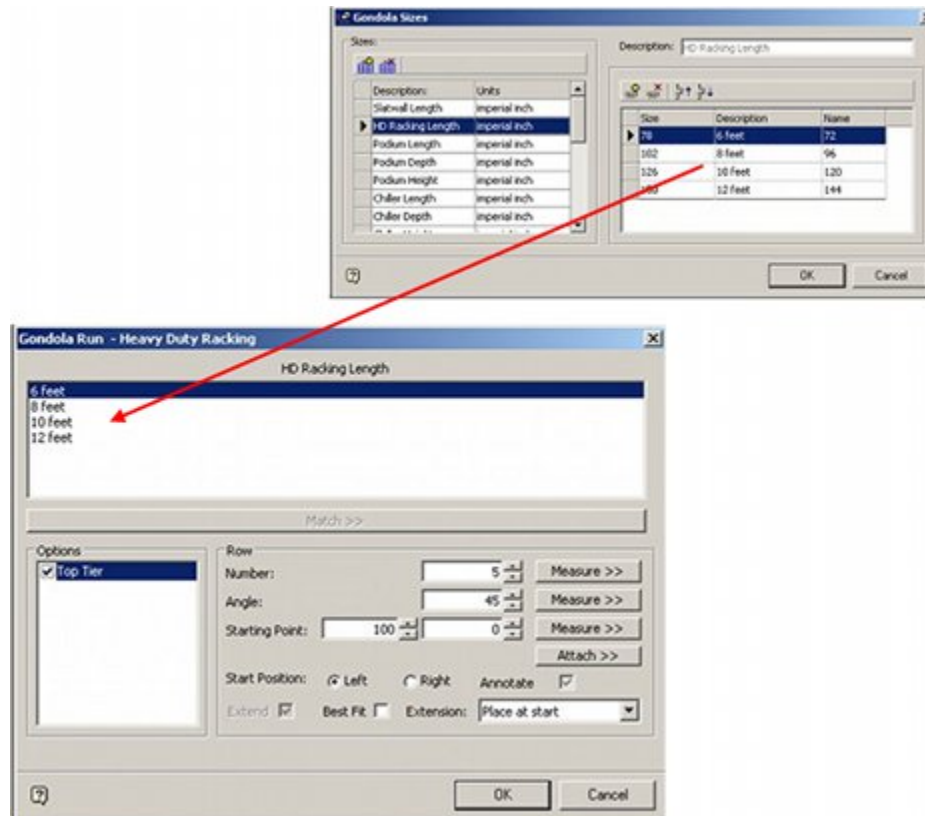 Gondola Sizes
Sizes:
Description: HD Racking Length
Description: Units
Slatwall Length imperial inch
HD Racking Length imperial inch
Podium Length imperial inch
Podium Depth imperial inch
Podium Height imperial inch
Chiller Length imperial inch
Chiller Depth imperial inch
Size Description Name
78 6 feet 72
102 8 feet 96
126 10 feet 120
12 feet 144
OK Cancel
Gondola Run - Heavy Duty Racking
HD Racking Length
6 feet
8 feet
10 feet
12 feet
Match >>
Options
Top Tier
Row
Number: 5 Measure >>
Angle: 45 Measure >>
Starting Point: 100 0 Measure >>
Attach >>
Start Position: Left Right Annotate
Extend Best Fit Extension: Place at start
OK Cancel